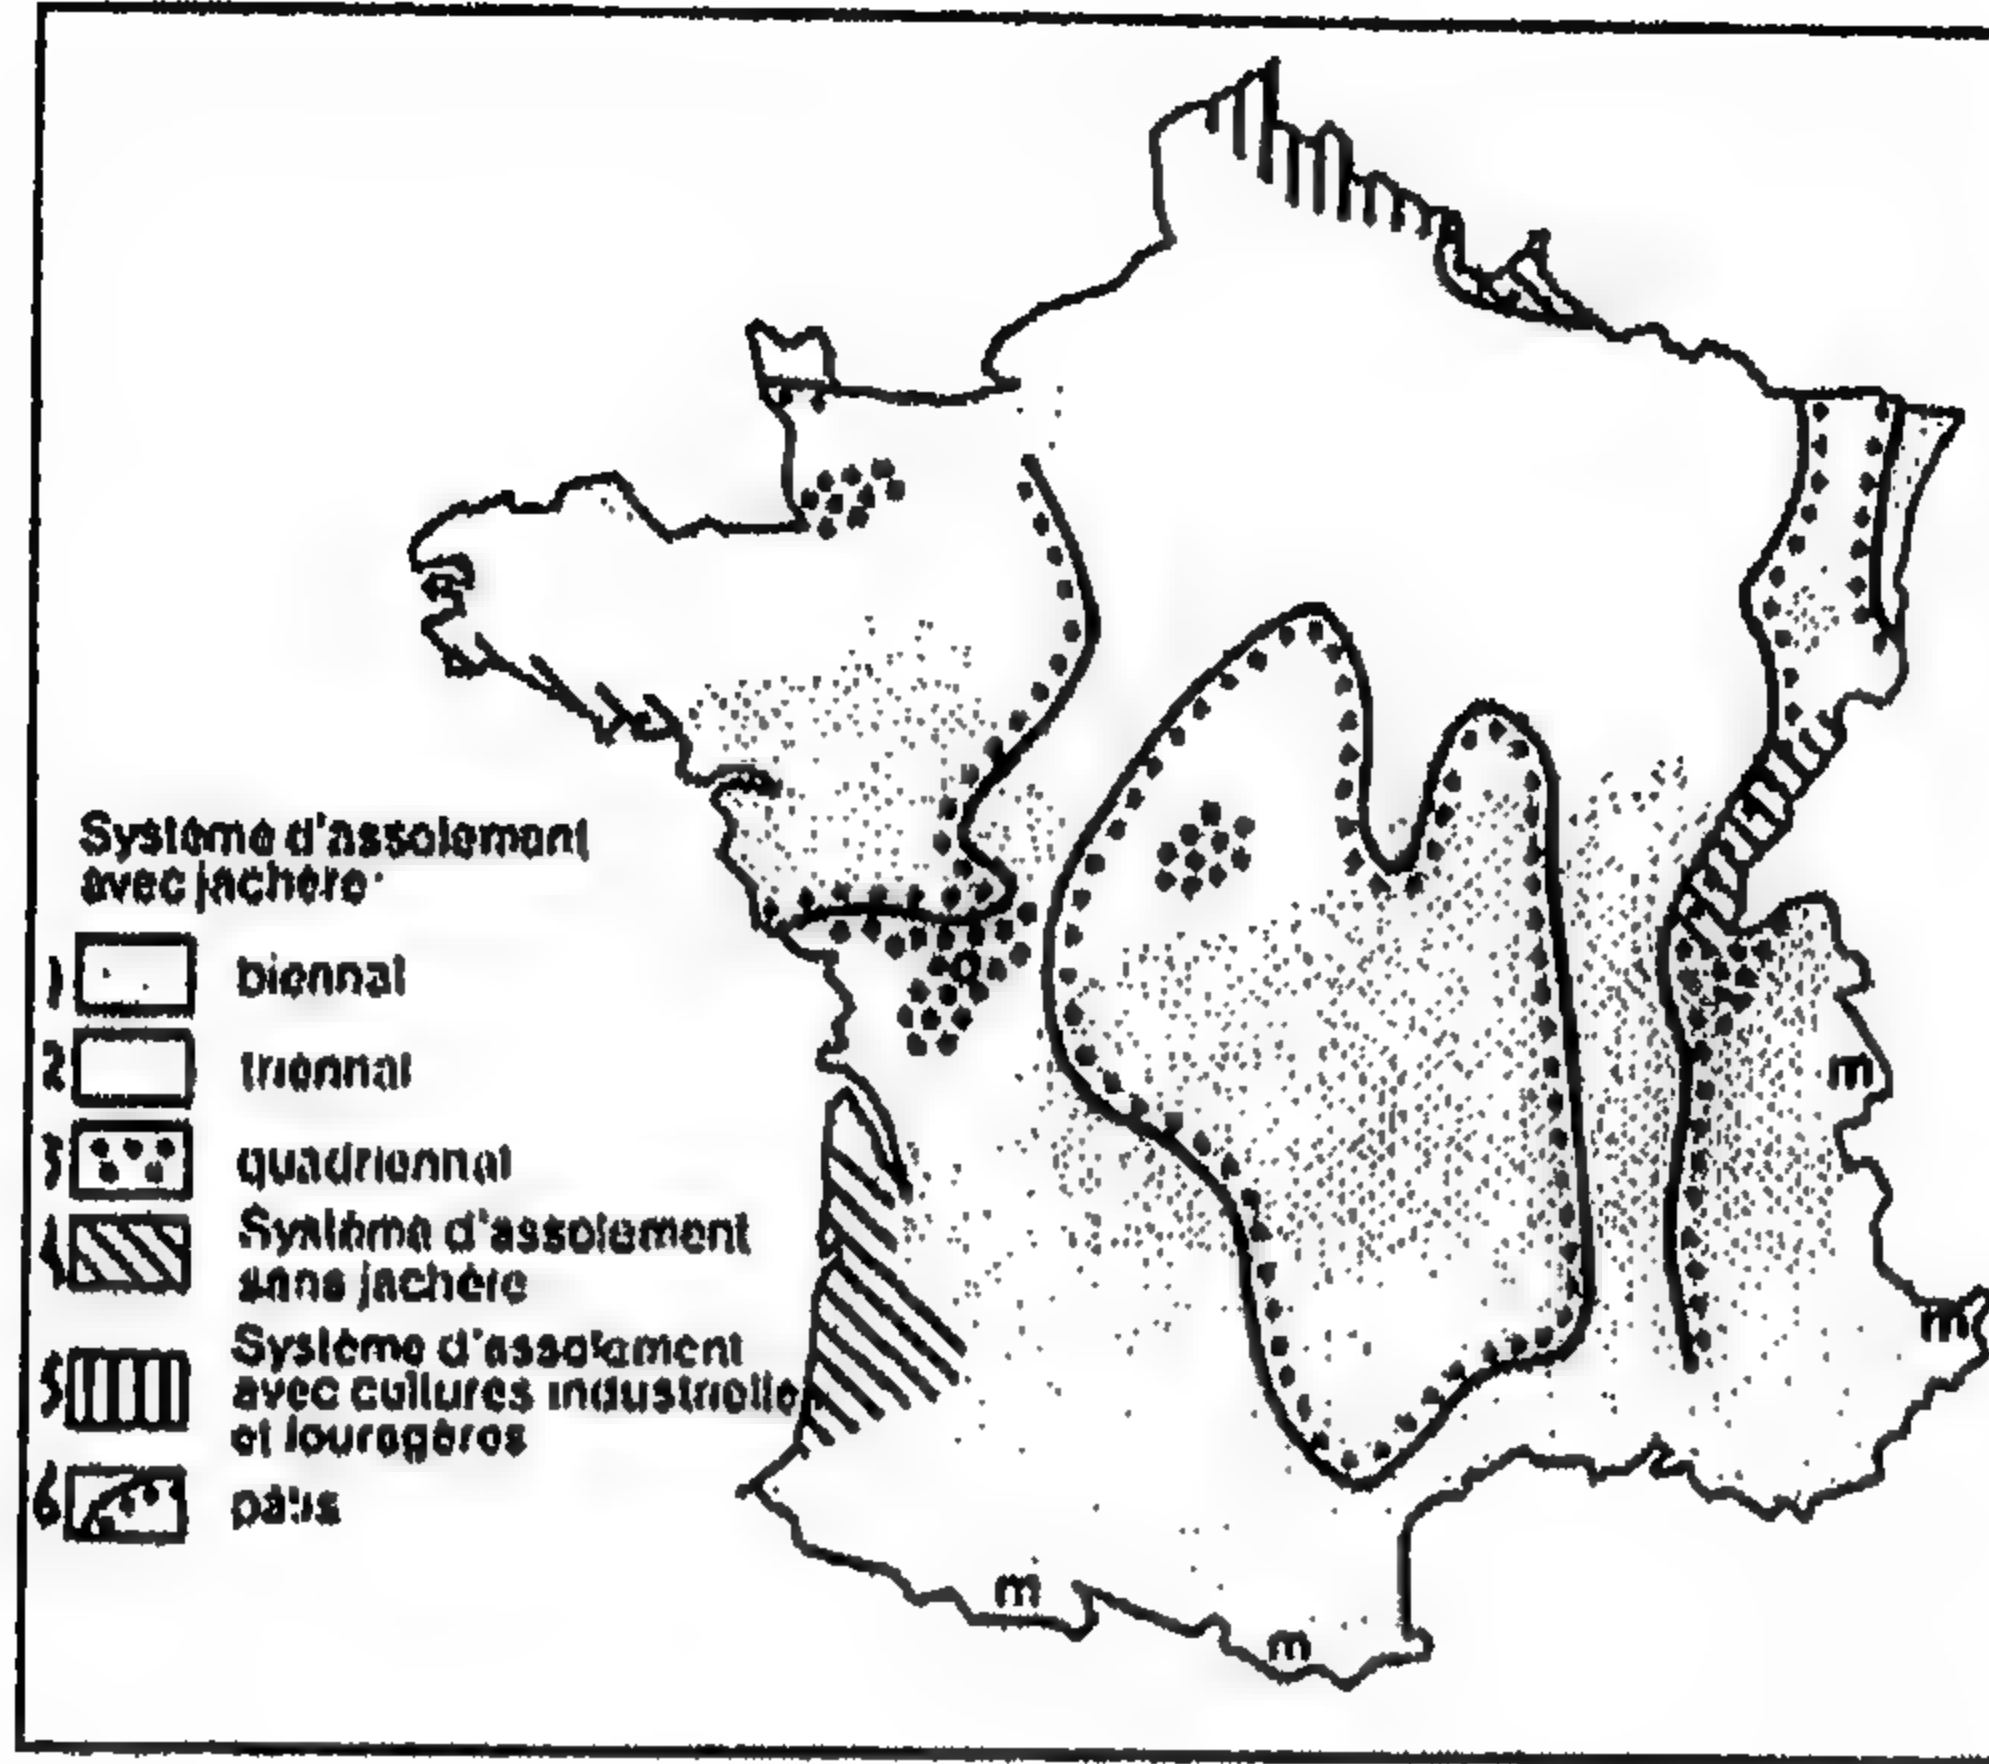 Système d'assolement
avec jachère
1 biennal
2 triennal
3 quadriennal
4 Système d'assolement
sans jachère
5 Système d'assolement
avec cultures industrielles
et fourragères
6 pâtis
m
m
m
m